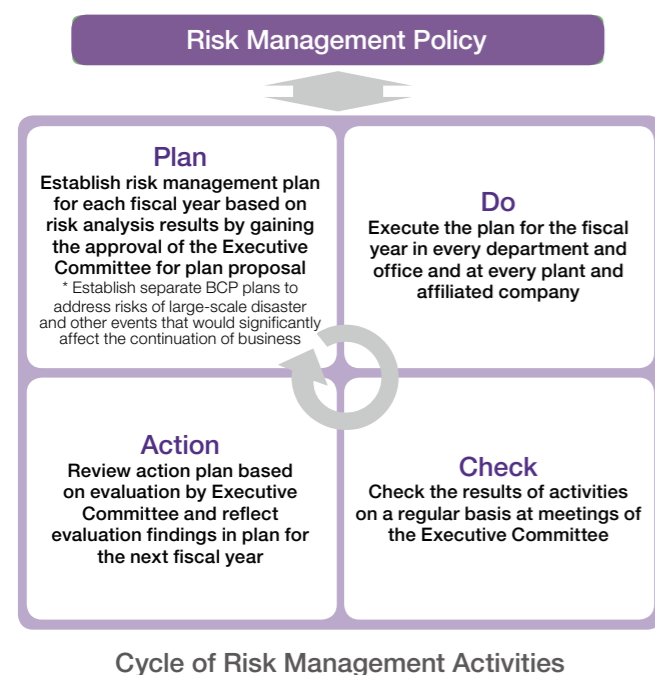 Risk Management Policy
Plan
Establish risk management plan
for each fiscal year based on
risk analysis results by gaining
the approval of the Executive
Committee for plan proposal
* Establish separate BCP plans to
address risks of large-scale disaster
and other events that would significantly
affect the continuation of business
Do
Execute the plan for the fiscal
year in every department and
office and at every plant and
affiliated company
Action
Review action plan based
on evaluation by Executive
Committee and reflect
evaluation findings in plan for
the next fiscal year
Check
Check the results of activities
on a regular basis at meetings of
the Executive Committee
Cycle of Risk Management Activities